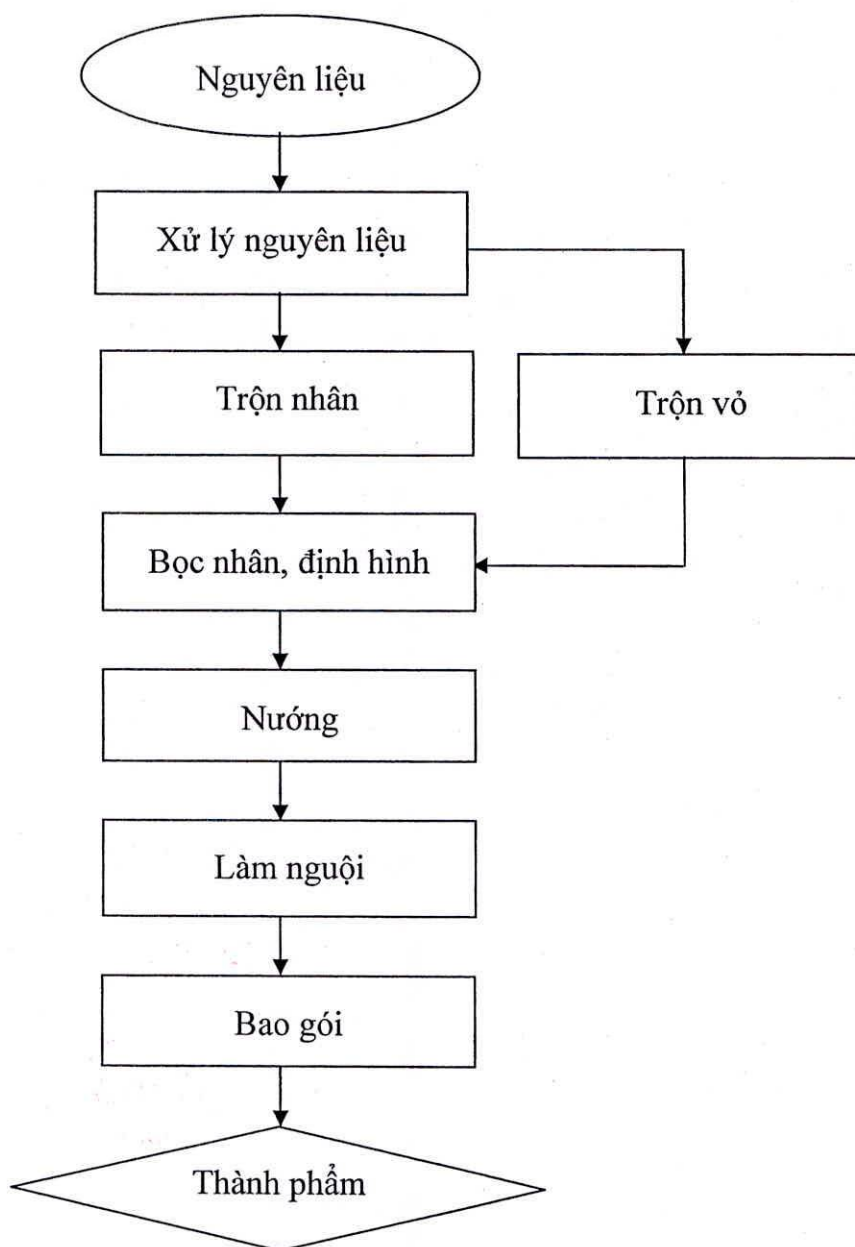 Nguyên liệu
Xử lý nguyên liệu
Trộn nhân
Trộn vỏ
Bọc nhân, định hình
Nướng
Làm nguội
Bao gói
Thành phẩm